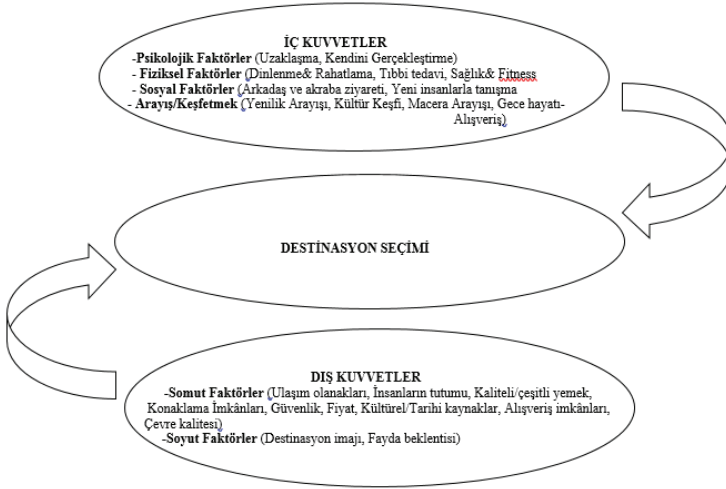 İÇ KUVVETLER
-Psikolojik Faktörler (Uzaklaşma, Kendini Gerçekleştirme)
- Fiziksel Faktörler (Dinlenme& Rahatlama, Tıbbi tedavi, Sağlık& Fitness
- Sosyal Faktörler (Arkadaş ve akraba ziyareti, Yeni insanlarla tanışma
- Arayış/Keşfetmek (Yenilik Arayışı, Kültür Keşfi, Macera Arayışı, Gece hayatı-
Alışveriş)
DESTİNASYON SEÇİMİ
DIŞ KUVVETLER
-Somut Faktörler (Ulaşım olanakları, İnsanların tutumu, Kaliteli/çeşitli yemek,
Konaklama İmkânları, Güvenlik, Fiyat, Kültürel/Tarihi kaynaklar, Alışveriş imkânları,
Çevre kalitesi)
-Soyut Faktörler (Destinasyon imajı, Fayda beklentisi)